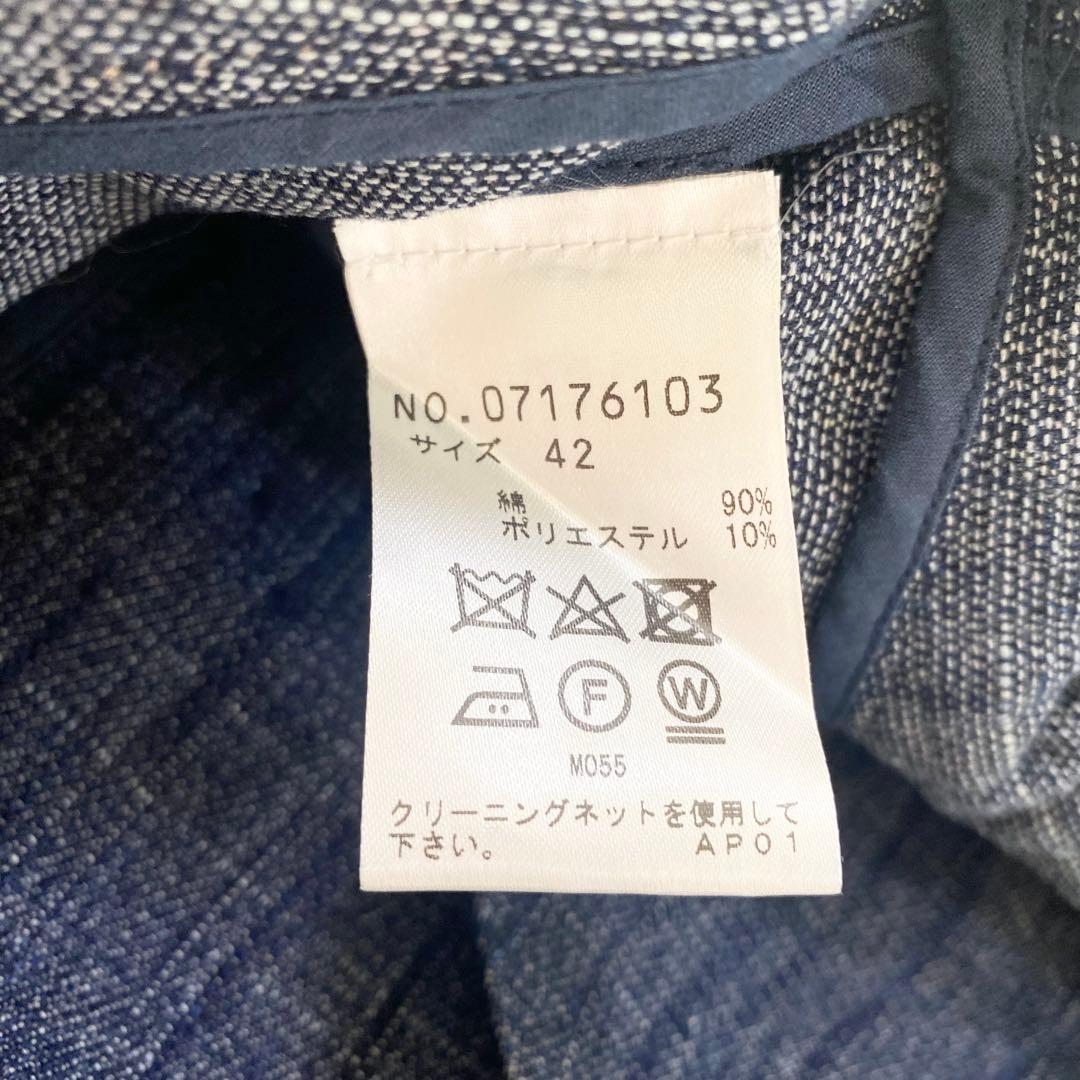 NO.07176103
サイズ 42
綿 90%
ポリエステル 10%
F W
M055
クリーニングネットを使用して
下さい。 AP01